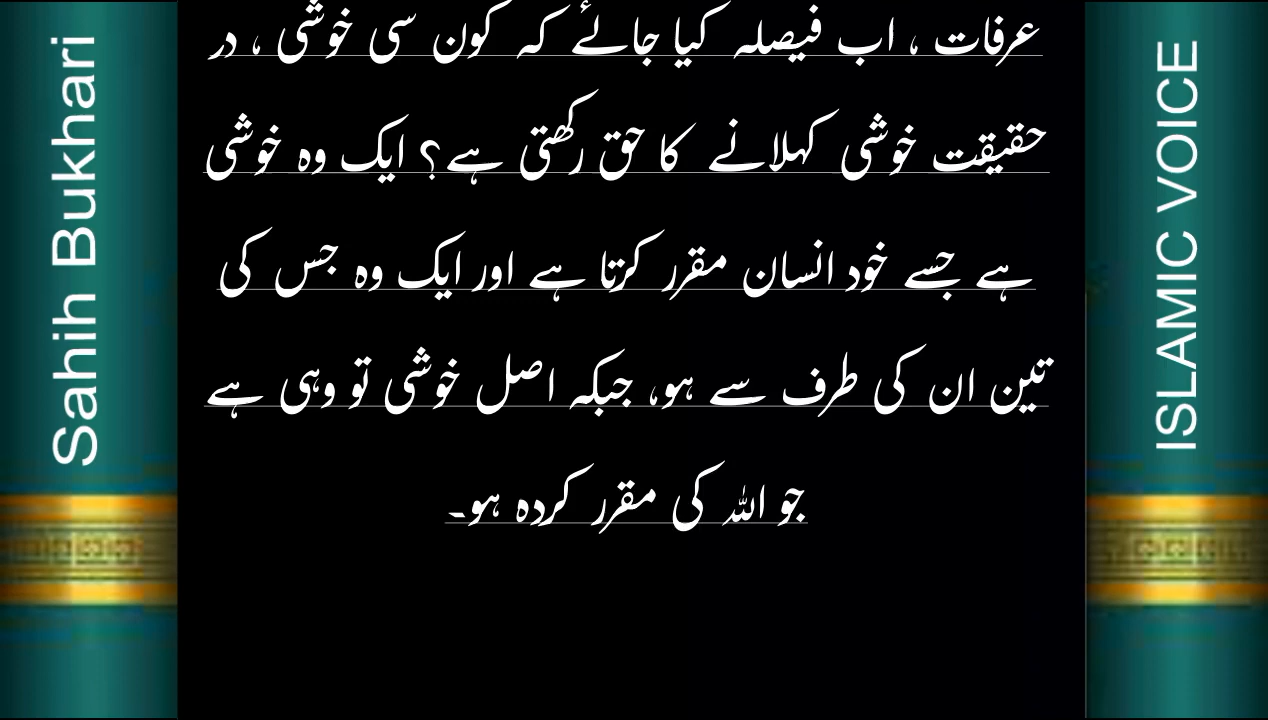 Sahih Bukhari
عرفات ، اب فیصلہ کیا جائے کہ کون سی خوشی ، در
حقیقت خوشی کہلانے کا حق رکھتی ہے؟ ایک وہ خوشی
ہے جسے خود انسان مقرر کرتا ہے اور ایک وہ جس کی
تیین ان کی طرف سے ہو، جبکہ اصل خوشی تو وہی ہے
جو اللہ کی مقرر کردہ ہو۔
ISLAMIC VOICE